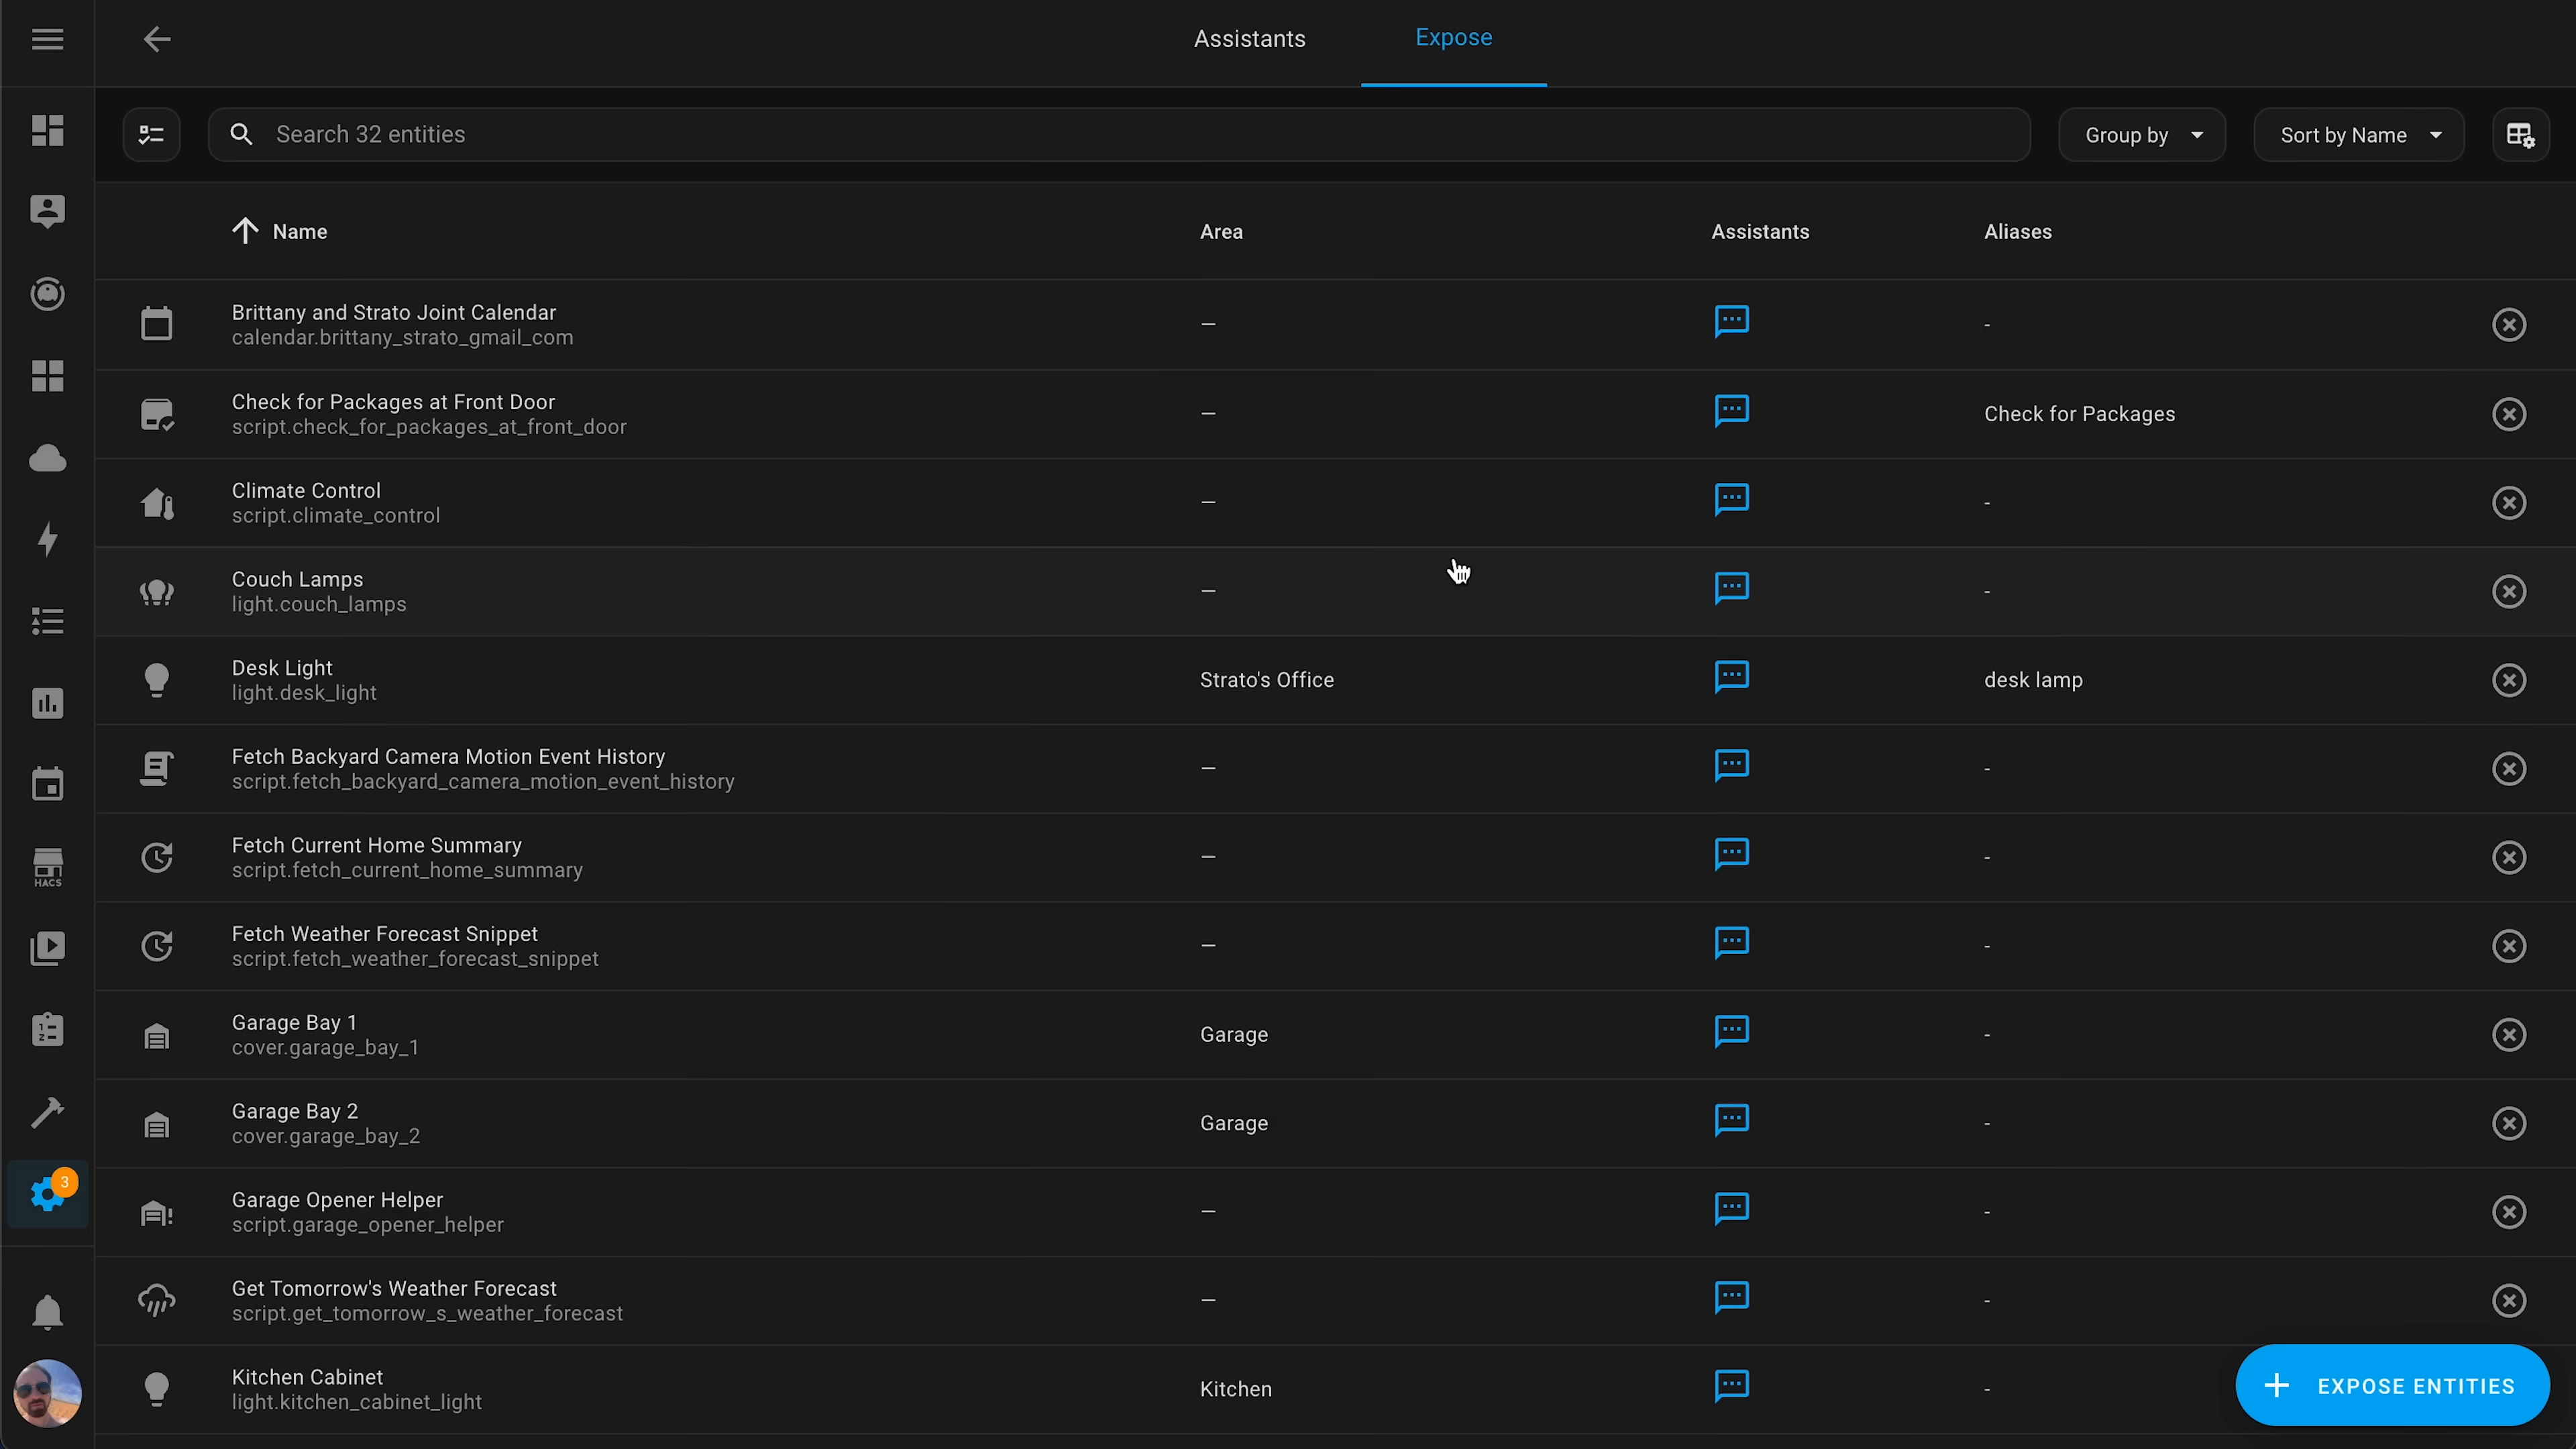 Assistants
Expose
Search 32 entities
Group by
Sort by Name
Name
Area
Assistants
Aliases
Brittany and Strato Joint Calendar
calendar.brittany_strato_gmail_com
—
-
Check for Packages at Front Door
script.check_for_packages_at_front_door
—
Check for Packages
Climate Control
script.climate_control
—
-
Couch Lamps
light.couch_lamps
—
-
Desk Light
light.desk_light
Strato's Office
desk lamp
Fetch Backyard Camera Motion Event History
script.fetch_backyard_camera_motion_event_history
—
-
Fetch Current Home Summary
script.fetch_current_home_summary
—
-
Fetch Weather Forecast Snippet
script.fetch_weather_forecast_snippet
—
-
Garage Bay 1
cover.garage_bay_1
Garage
-
Garage Bay 2
cover.garage_bay_2
Garage
-
Garage Opener Helper
script.garage_opener_helper
—
-
Get Tomorrow's Weather Forecast
script.get_tomorrow_s_weather_forecast
—
-
Kitchen Cabinet
light.kitchen_cabinet_light
Kitchen
-
HACS
3
EXPOSE ENTITIES